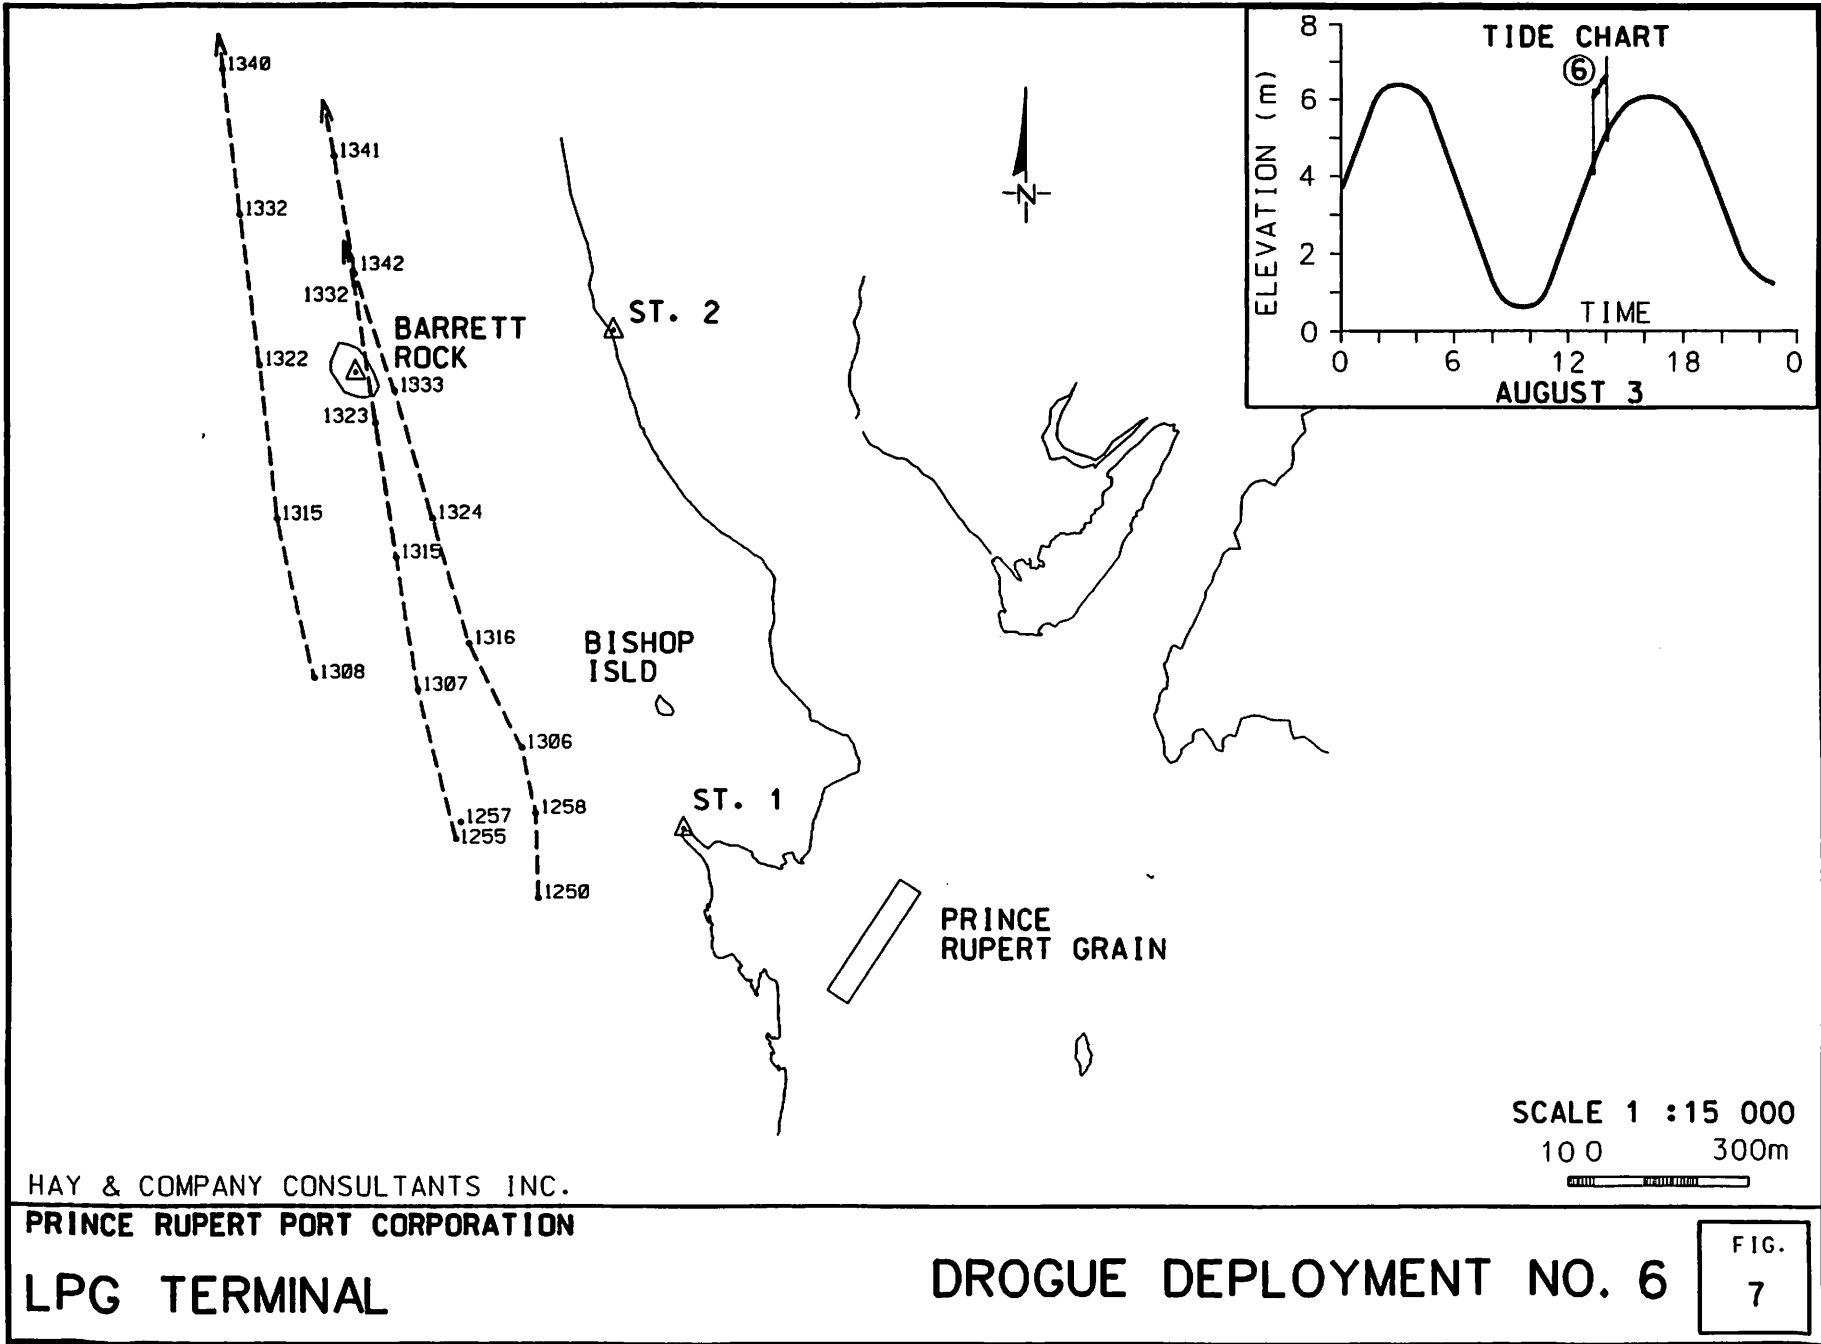 TIDE CHART
6
8
6
4
2
0
ELEVATION (m)
TIME
0 6 12 18 0
AUGUST 3
1340
1341
1332
1342
1332
N
BARRETT
ROCK
ST. 2
1322
1333
1323
1315
1324
1315
1316
BISHOP
ISLD
1308
1307
1306
1258
1257
1255
ST. 1
1250
PRINCE
RUPERT GRAIN
SCALE 1 :15 000
10 0 300m
HAY & COMPANY CONSULTANTS INC.
PRINCE RUPERT PORT CORPORATION
LPG TERMINAL
DROGUE DEPLOYMENT NO. 6
FIG.
7